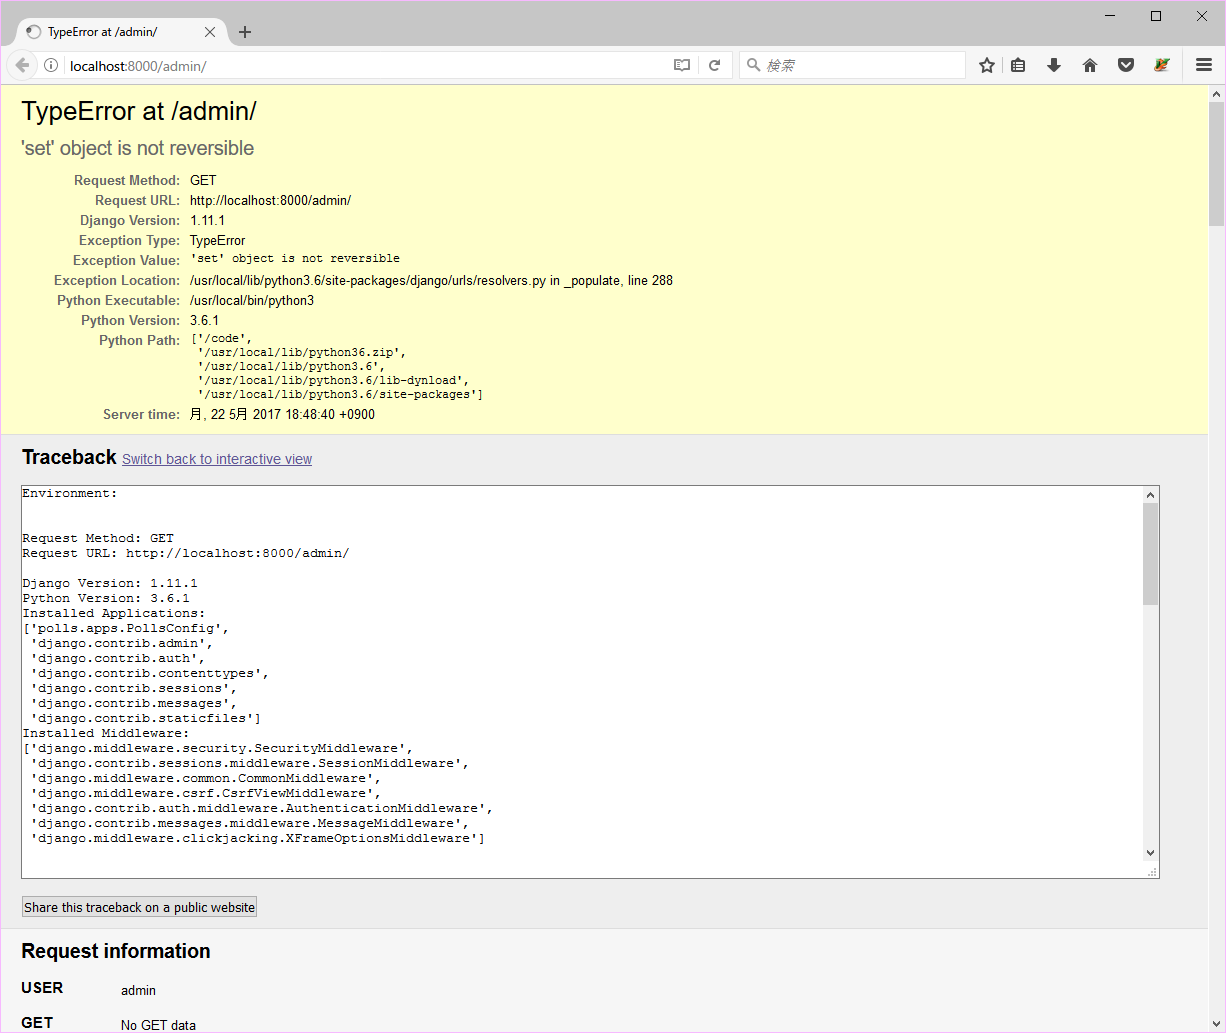 TypeError at /admin/
localhost:8000/admin/
検索
TypeError at /admin/
'set' object is not reversible
Request Method: GET
Request URL: http://localhost:8000/admin/
Django Version: 1.11.1
Exception Type: TypeError
Exception Value: 'set' object is not reversible
Exception Location: /usr/local/lib/python3.6/site-packages/django/urls/resolvers.py in _populate, line 288
Python Executable: /usr/local/bin/python3
Python Version: 3.6.1
Python Path: ['/code',
'/usr/local/lib/python36.zip',
'/usr/local/lib/python3.6',
'/usr/local/lib/python3.6/lib-dynload',
'/usr/local/lib/python3.6/site-packages']
Server time: 月, 22 5月 2017 18:48:40 +0900
Traceback Switch back to interactive view
Environment:
Request Method: GET
Request URL: http://localhost:8000/admin/
Django Version: 1.11.1
Python Version: 3.6.1
Installed Applications:
['polls.apps.PollsConfig',
'django.contrib.admin',
'django.contrib.auth',
'django.contrib.contenttypes',
'django.contrib.sessions',
'django.contrib.messages',
'django.contrib.staticfiles']
Installed Middleware:
['django.middleware.security.SecurityMiddleware',
'django.contrib.sessions.middleware.SessionMiddleware',
'django.middleware.common.CommonMiddleware',
'django.middleware.csrf.CsrfViewMiddleware',
'django.contrib.auth.middleware.AuthenticationMiddleware',
'django.contrib.messages.middleware.MessageMiddleware',
'django.middleware.clickjacking.XFrameOptionsMiddleware']
Share this traceback on a public website
Request information
USER admin
GET No GET data